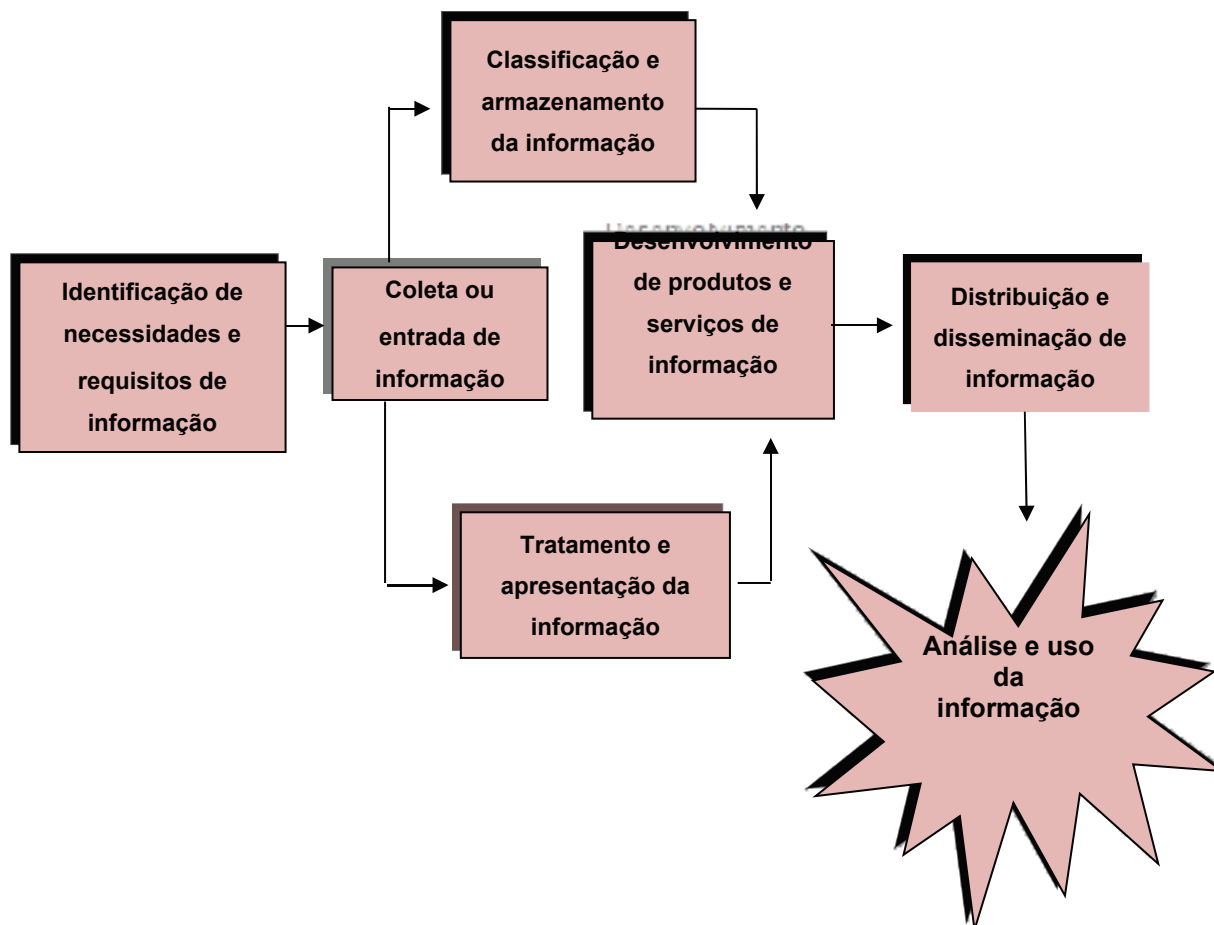 Classificação e
armazenamento
da informação
Identificação de
necessidades e
requisitos de
informação
Coleta ou
entrada de
informação
Desenvolvimento
Desenvolvimento
de produtos e
serviços de
informação
Distribuição e
disseminação de
informação
Tratamento e
apresentação da
informação
Análise e uso
da
informação